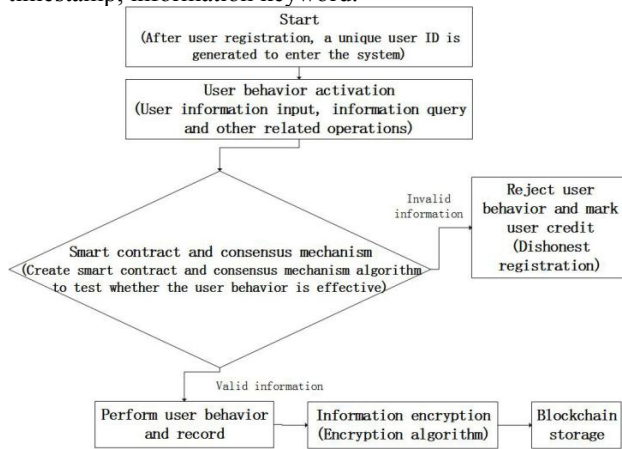 timestamp, information keyword.
Start
(After user registration, a unique user ID is
generated to enter the system)
User behavior activation
(User information input, information query
and other related operations)
Invalid
information
Reject user
behavior and mark
user credit
(Dishonest
registration)
Smart contract and consensus mechanism
(Create smart contract and consensus mechanism algorithm
to test whether the user behavior is effective)
Valid information
Perform user behavior
and record
Information encryption
(Encryption algorithm)
Blockchain
storage